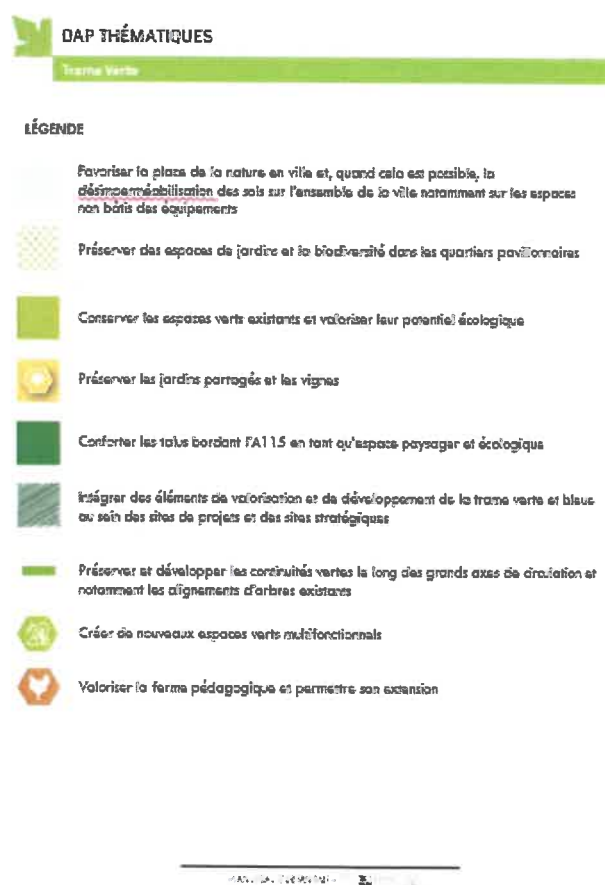 OAP THÉMATIQUES
Trame Verte
LÉGENDE
Favoriser la place de la nature en ville et, quand cela est possible, la
désimperméabilisation des sols sur l'ensemble de la ville notamment sur les espaces
non bâtis des équipements
Préserver des espaces de jardins et la biodiversité dans les quartiers pavillonnaires
Conserver les espaces verts existants et valoriser leur potentiel écologique
Préserver les jardins partagés et les vignes
Conforter les talus bordant l'A115 en tant qu'espace paysager et écologique
Intégrer des éléments de valorisation et de développement de la trame verte et bleue
au sein des sites de projets et des sites stratégiques
Préserver et développer les continuités vertes le long des grands axes de circulation et
notamment les alignements d'arbres existants
Créer de nouveaux espaces verts multifonctionnels
Valoriser la ferme pédagogique et permettre son extension